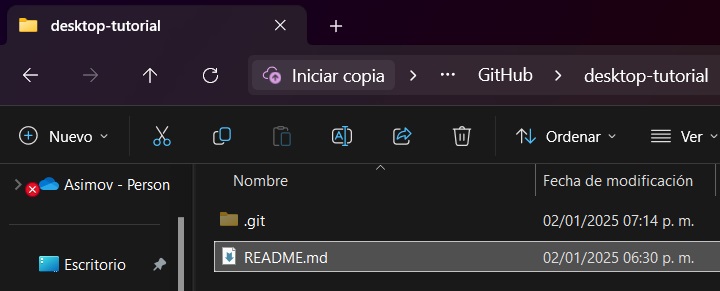 desktop-tutorial
Iniciar copia
GitHub
desktop-tutorial
Nuevo
Ordenar
Ver
Nombre
Fecha de modificación
Asimov - Person
.git
02/01/2025 07:14 p. m.
README.md
02/01/2025 06:30 p. m.
Escritorio